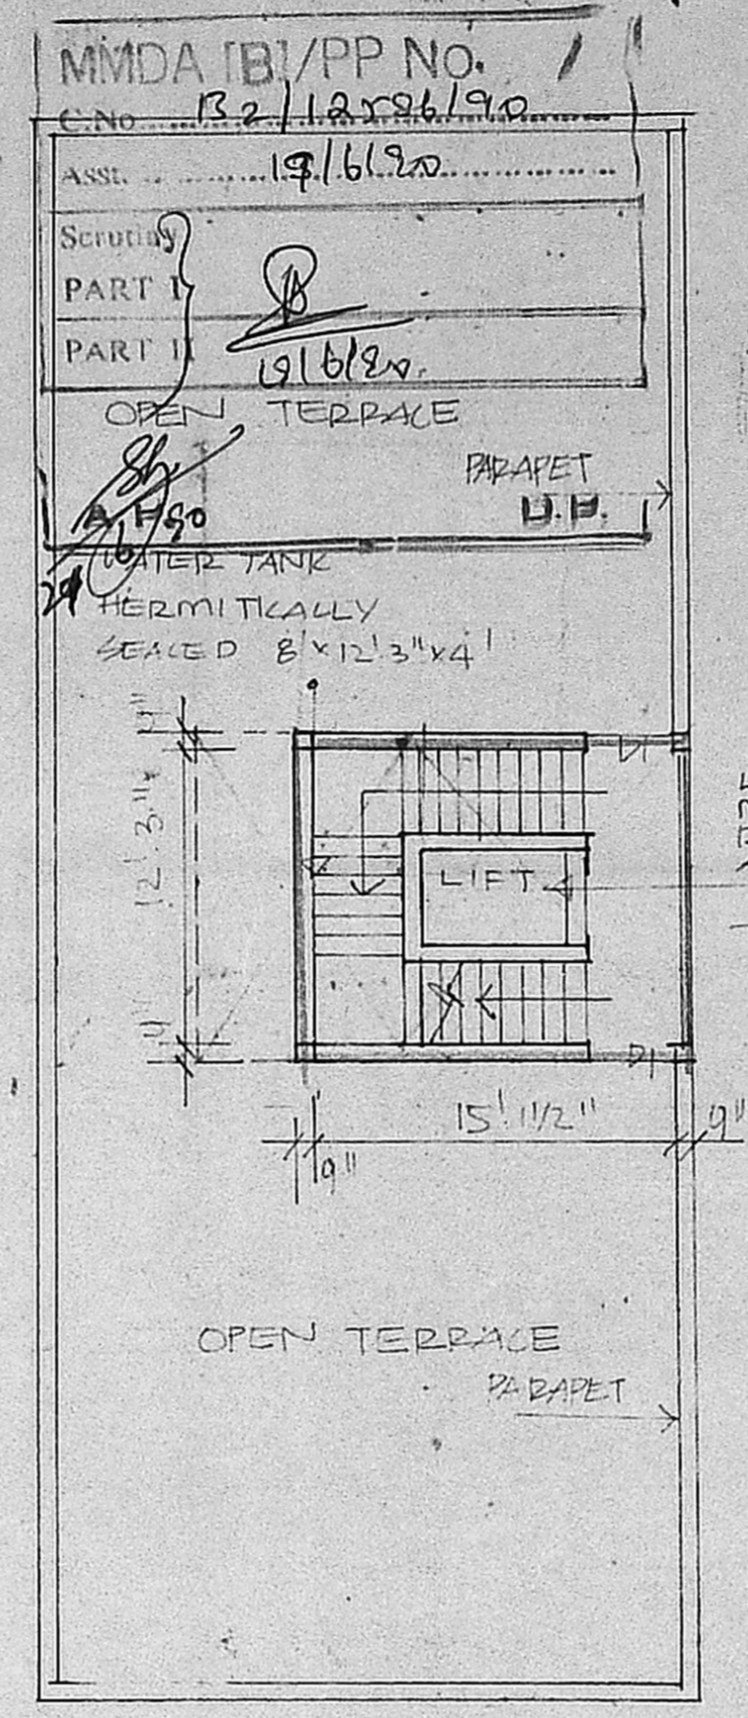 MMDA [B]/PP NO.
C.No. B2/12586/90
Asst. 19/6/90
Scrutiny
PART I
PART II
19/6/90.
OPEN TERRACE
PARAPET
WATER TANK
HERMITICALLY
SEALED 8'x12'.3"x4'
12'.3"
LIFT
15'.11/2"
9"
9"
OPEN TERRACE
PARAPET